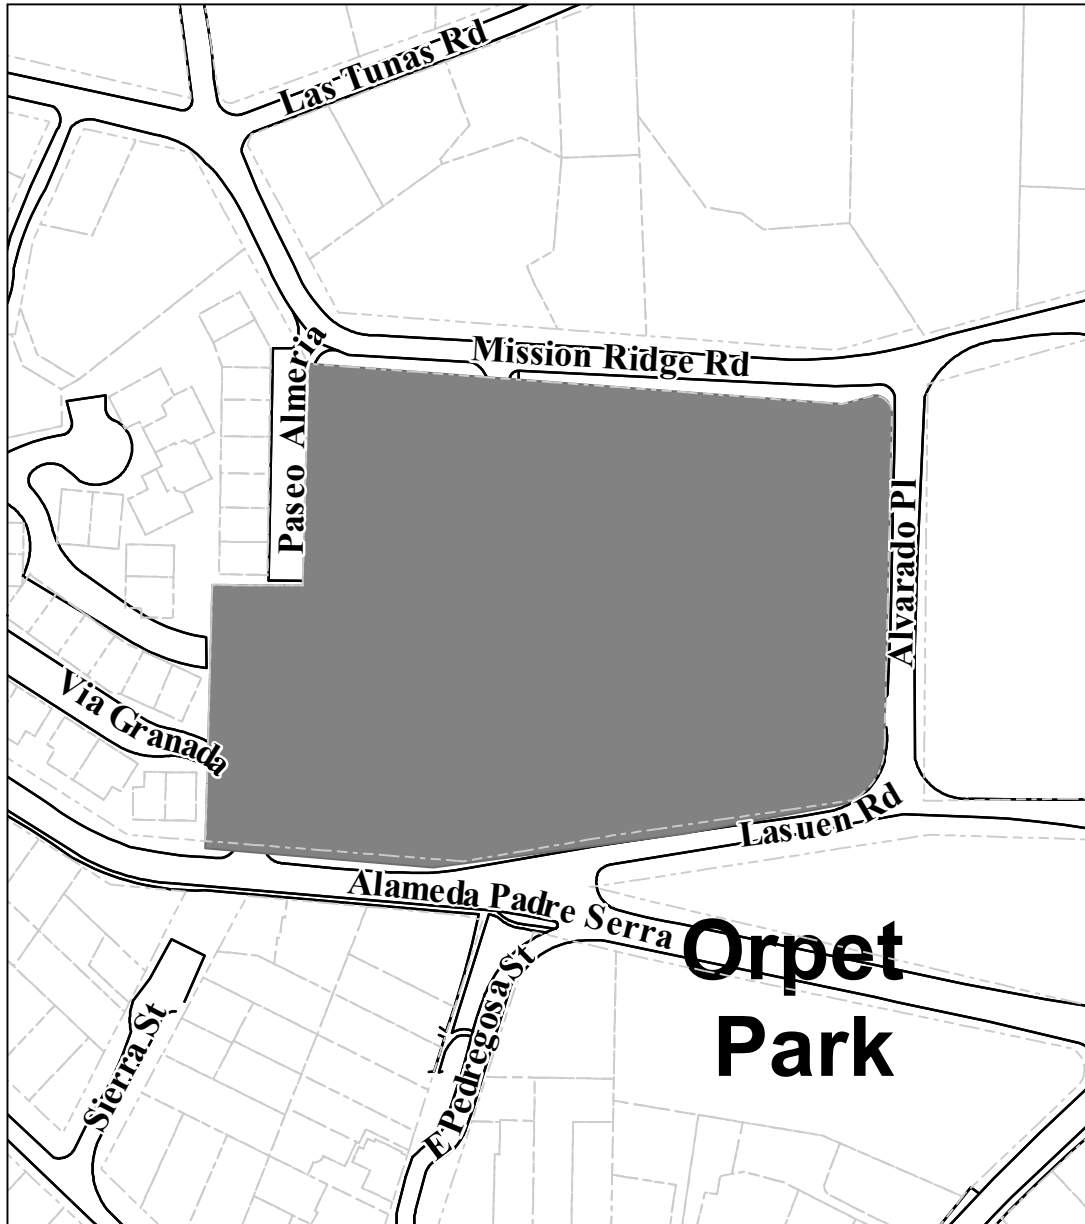 Las Tunas Rd
Mission Ridge Rd
Paseo Almeria
Alvarado Pl
Via Granada
Lasuen Rd
Alameda Padre Serra
Orpet
Park
E Pedregosa St
Sierra St